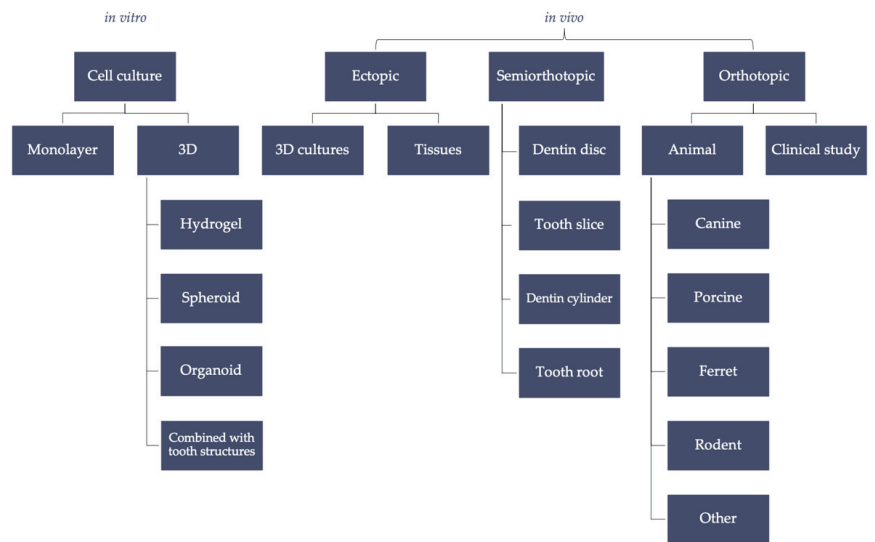 in vitro
in vivo
Cell culture
Ectopic
Semiorthotopic
Orthotopic
Monolayer
3D
3D cultures
Tissues
Dentin disc
Animal
Clinical study
Hydrogel
Tooth slice
Canine
Spheroid
Dentin cylinder
Porcine
Organoid
Tooth root
Ferret
Combined with
tooth structures
Rodent
Other